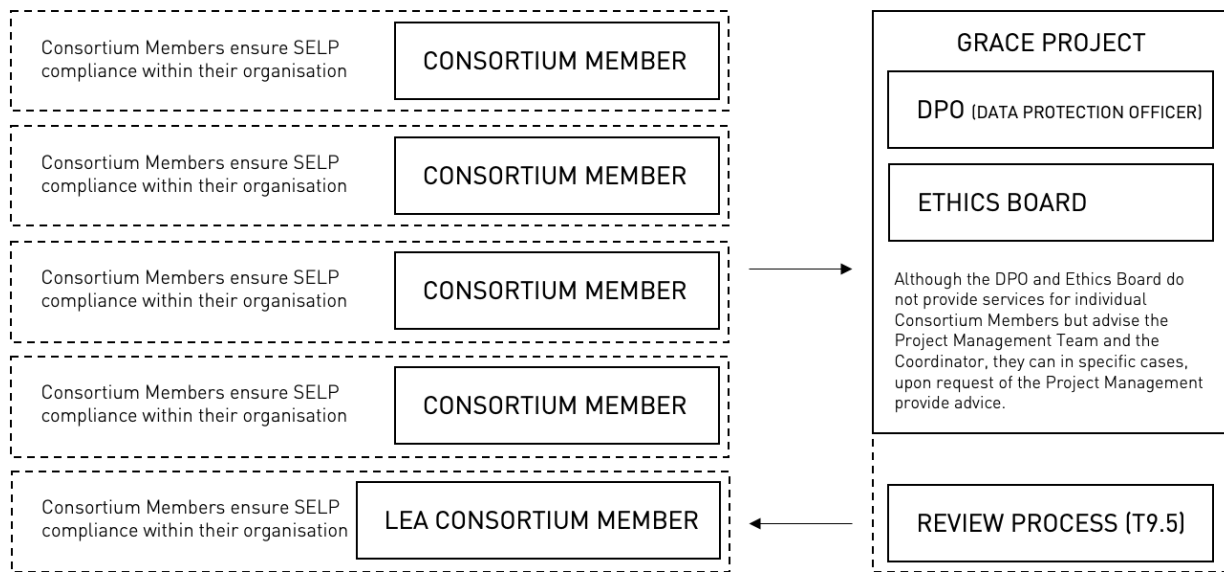 Consortium Members ensure SELP
compliance within their organisation
CONSORTIUM MEMBER
Consortium Members ensure SELP
compliance within their organisation
CONSORTIUM MEMBER
Consortium Members ensure SELP
compliance within their organisation
CONSORTIUM MEMBER
Consortium Members ensure SELP
compliance within their organisation
CONSORTIUM MEMBER
Consortium Members ensure SELP
compliance within their organisation
LEA CONSORTIUM MEMBER
GRACE PROJECT
DPO (DATA PROTECTION OFFICER)
ETHICS BOARD
Although the DPO and Ethics Board do
not provide services for individual
Consortium Members but advise the
Project Management Team and the
Coordinator, they can in specific cases,
upon request of the Project Management
provide advice.
REVIEW PROCESS (T9.5)